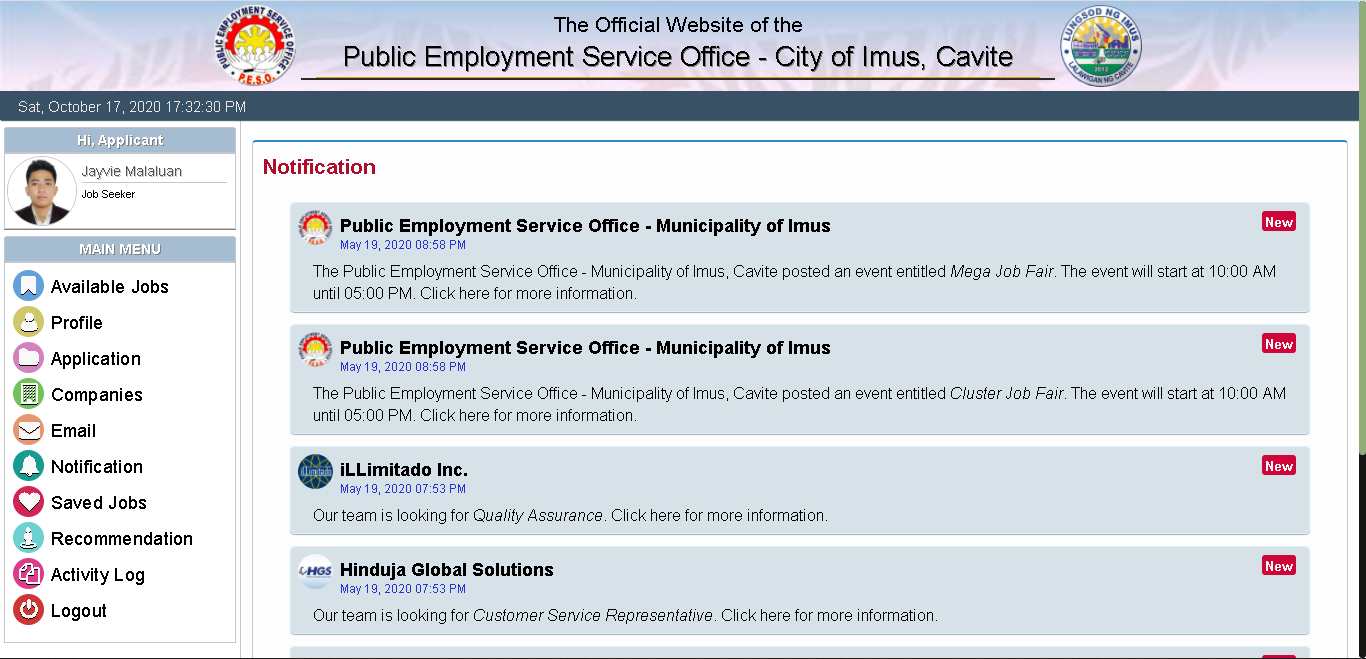 The Official Website of the
Public Employment Service Office - City of Imus, Cavite
PUBLIC EMPLOYMENT SERVICE OFFICE
P.E.S.O.
LUNGSOD NG IMUS
LALAWIGAN NG CAVITE
2012
Sat, October 17, 2020 17:32:30 PM
Hi, Applicant
Jayvie Malaluan
Job Seeker
MAIN MENU
Available Jobs
Profile
Application
Companies
Email
Notification
Saved Jobs
Recommendation
Activity Log
Logout
Notification
Public Employment Service Office - Municipality of Imus
New
May 19, 2020 08:58 PM
The Public Employment Service Office - Municipality of Imus, Cavite posted an event entitled Mega Job Fair. The event will start at 10:00 AM
until 05:00 PM. Click here for more information.
Public Employment Service Office - Municipality of Imus
New
May 19, 2020 08:58 PM
The Public Employment Service Office - Municipality of Imus, Cavite posted an event entitled Cluster Job Fair. The event will start at 10:00 AM
until 05:00 PM. Click here for more information.
iLLimitado
iLLimitado Inc.
New
May 19, 2020 07:53 PM
Our team is looking for Quality Assurance. Click here for more information.
HGS
Hinduja Global Solutions
New
May 19, 2020 07:53 PM
Our team is looking for Customer Service Representative. Click here for more information.